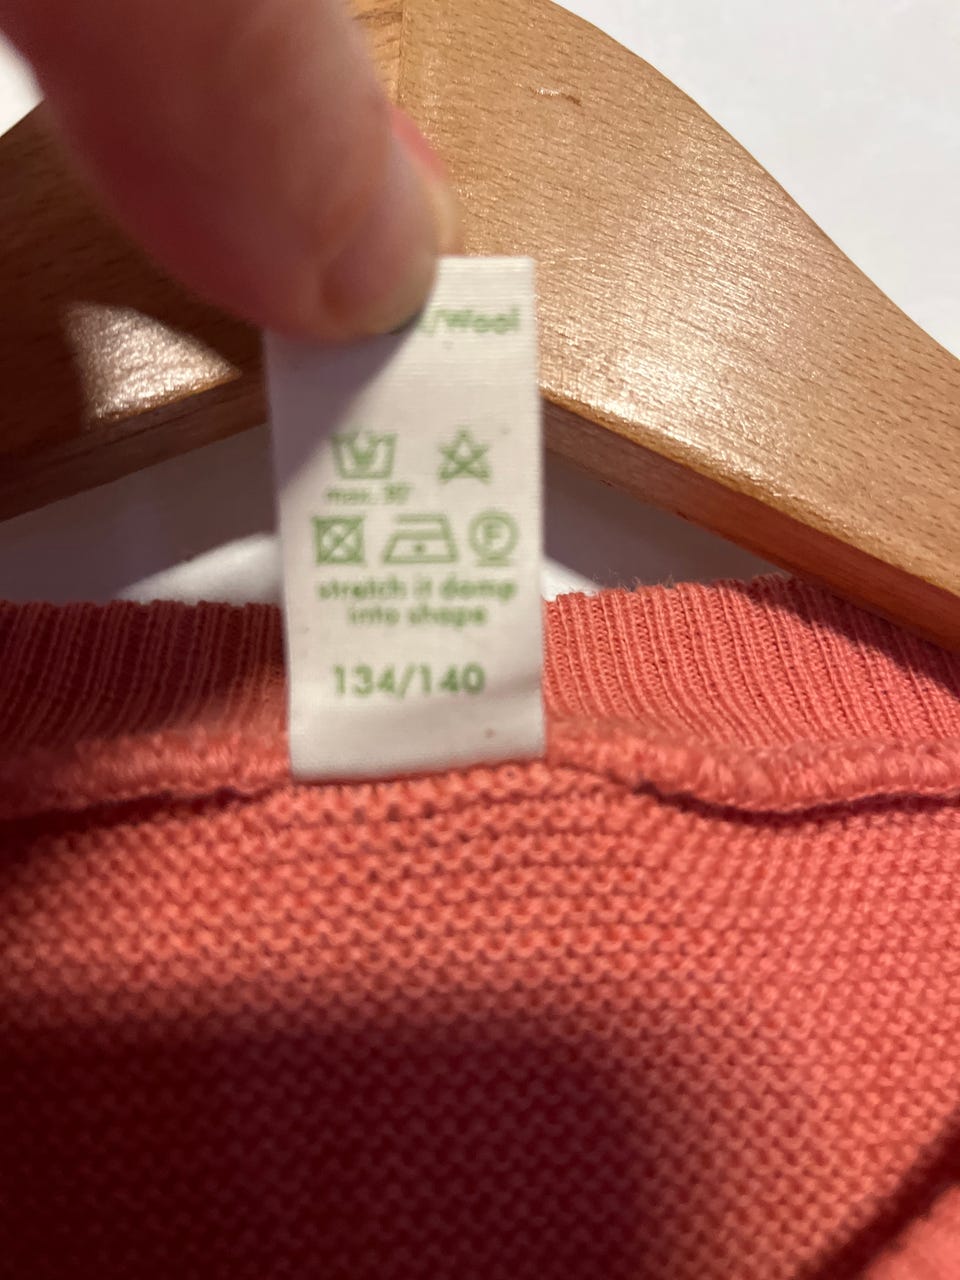 /Wool
max. 30°
F
stretch it damp
into shape
134/140